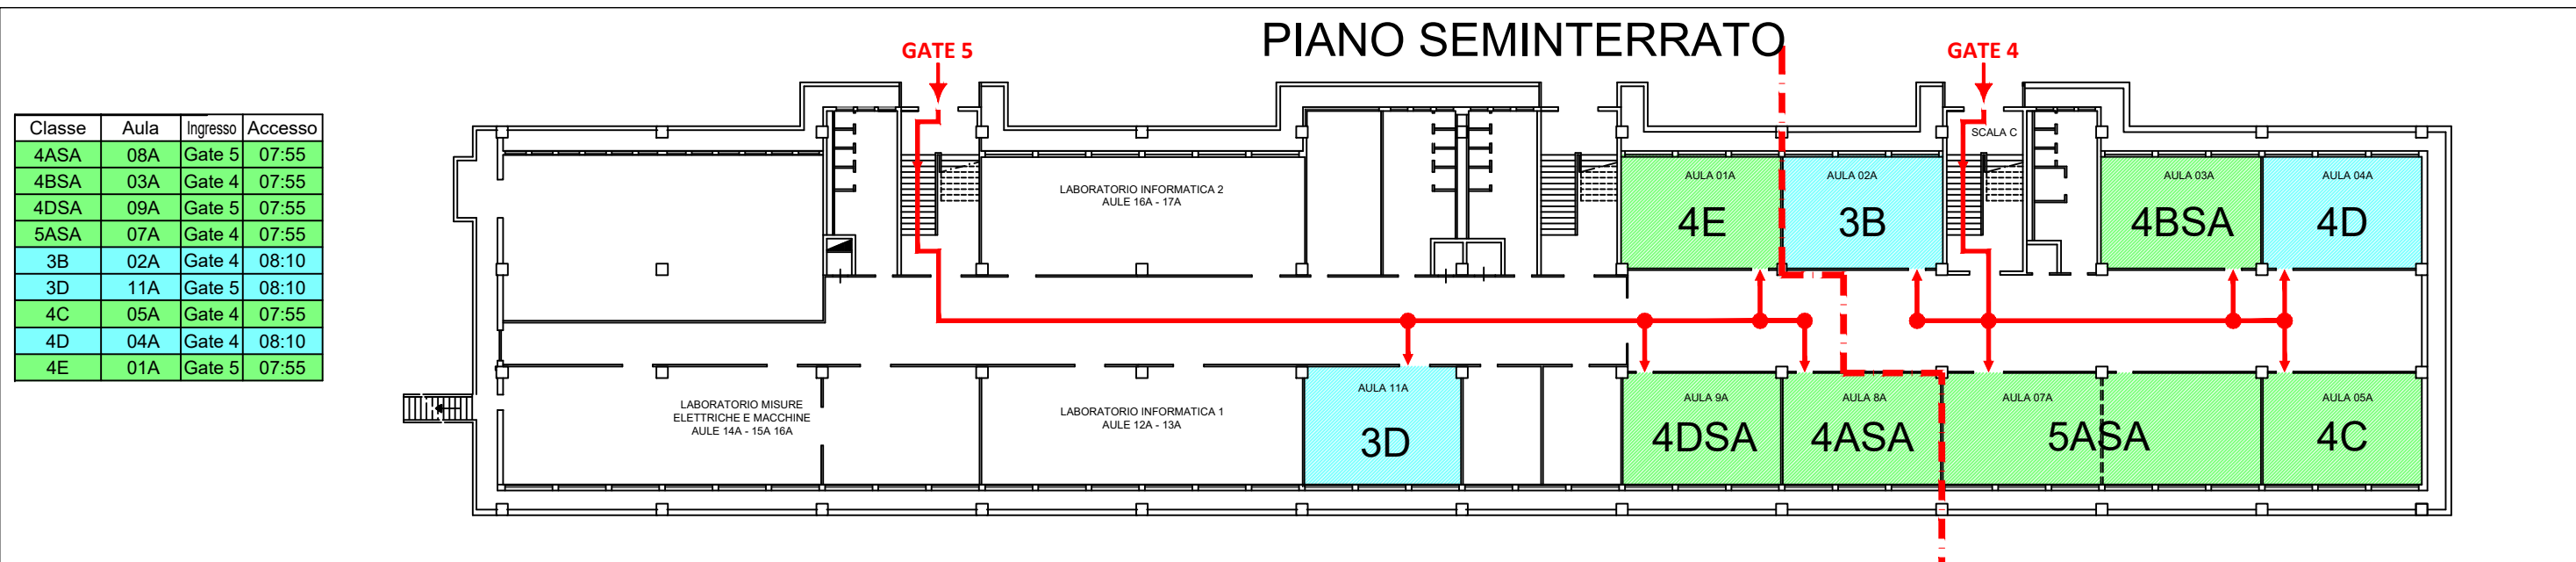 PIANO SEMINTERRATO
GATE 5
GATE 4
Classe Aula Ingresso Accesso
4ASA 08A Gate 5 07:55
4BSA 03A Gate 4 07:55
4DSA 09A Gate 5 07:55
5ASA 07A Gate 4 07:55
3B 02A Gate 4 08:10
3D 11A Gate 5 08:10
4C 05A Gate 4 07:55
4D 04A Gate 4 08:10
4E 01A Gate 5 07:55
SCALA C
LABORATORIO INFORMATICA 2
AULE 16A - 17A
AULA 01A
4E
AULA 02A
3B
AULA 03A
4BSA
AULA 04A
4D
LABORATORIO MISURE
ELETTRICHE E MACCHINE
AULE 14A - 15A 16A
LABORATORIO INFORMATICA 1
AULE 12A - 13A
AULA 11A
3D
AULA 9A
4DSA
AULA 8A
4ASA
AULA 07A
5ASA
AULA 05A
4C